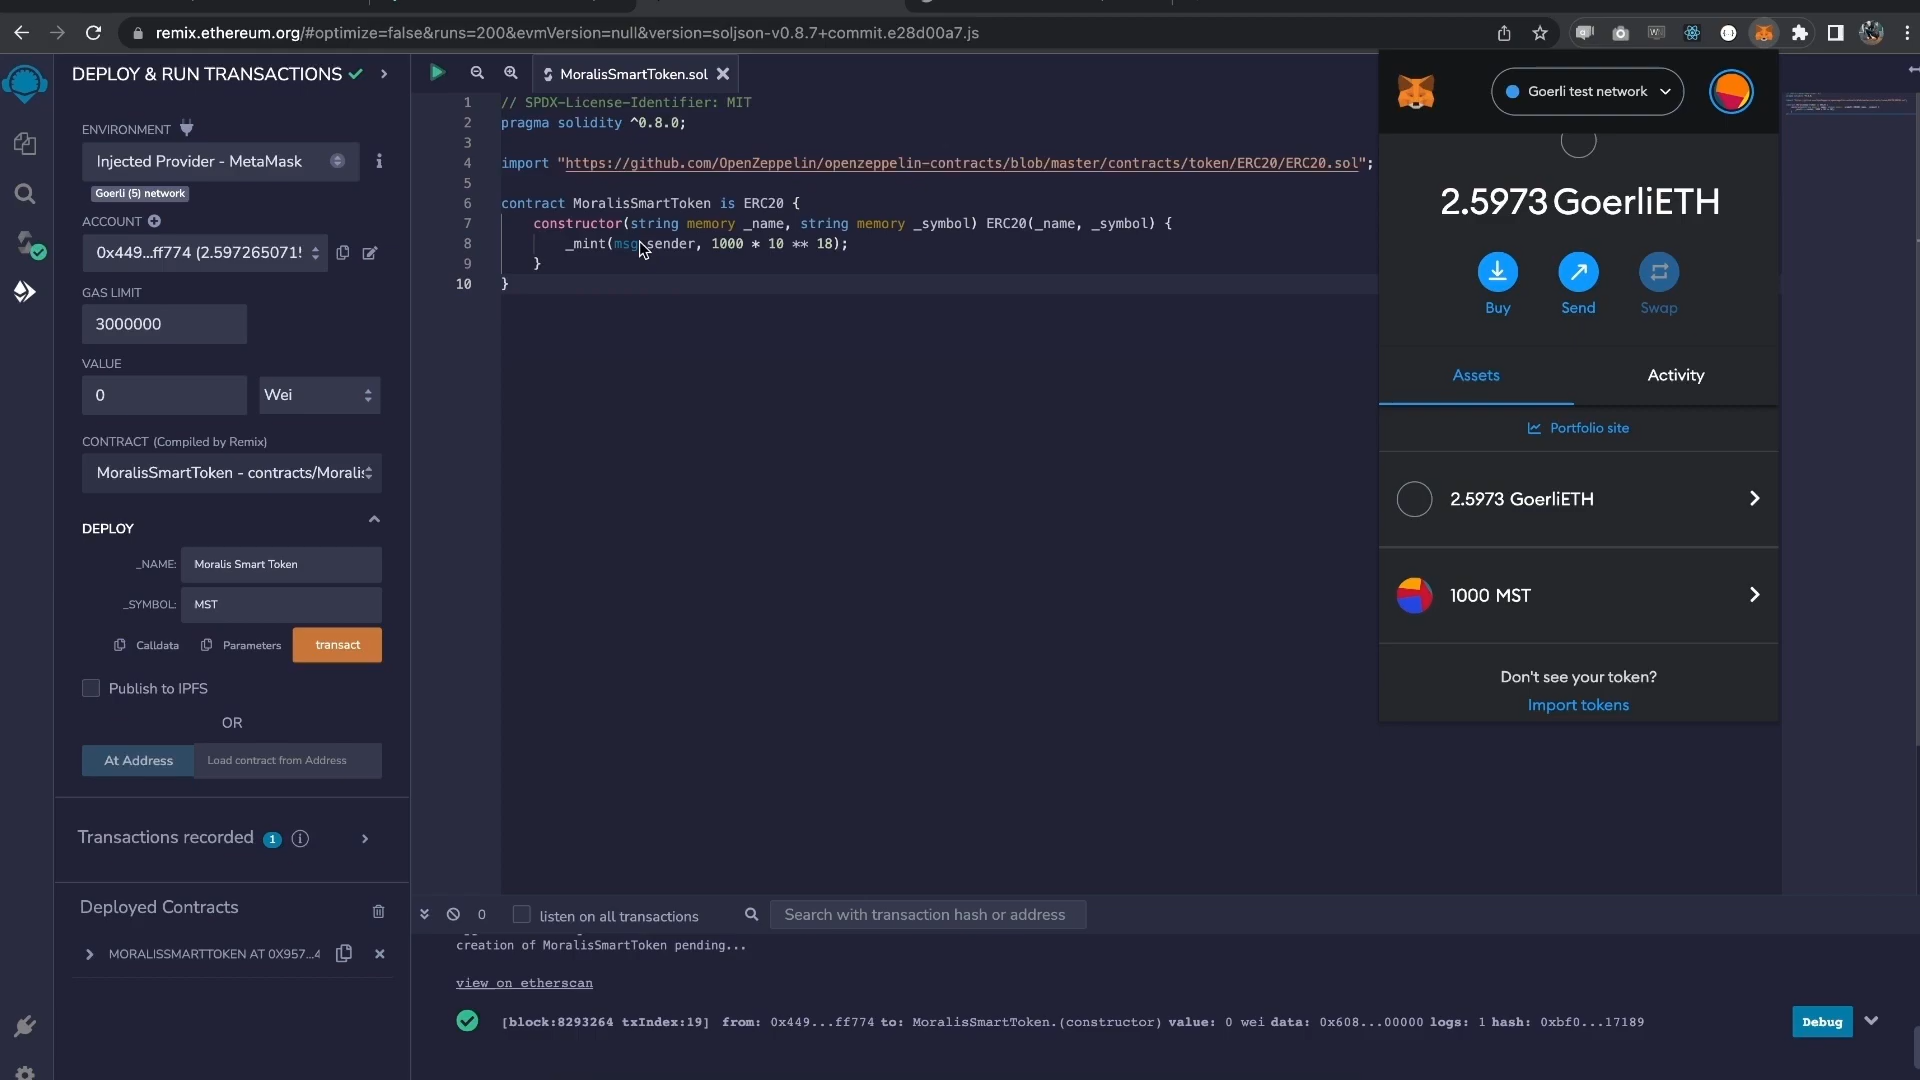 remix.ethereum.org/#optimize=false&runs=200&evmVersion=null&version=soljson-v0.8.7+commit.e28d00a7.js
DEPLOY & RUN TRANSACTIONS
ENVIRONMENT
Injected Provider - MetaMask
Goerli (5) network
ACCOUNT
0x449...ff774 (2.597265071!
GAS LIMIT
3000000
VALUE
0
Wei
CONTRACT (Compiled by Remix)
MoralisSmartToken - contracts/Moralis
DEPLOY
_NAME:
Moralis Smart Token
_SYMBOL:
MST
Calldata
Parameters
transact
Publish to IPFS
OR
At Address
Load contract from Address
Transactions recorded
1
Deployed Contracts
MORALISSMARTTOKEN AT 0X957...4
MoralisSmartToken.sol
1 // SPDX-License-Identifier: MIT
2 pragma solidity ^0.8.0;
3
4 import "https://github.com/OpenZeppelin/openzeppelin-contracts/blob/master/contracts/token/ERC20/ERC20.sol";
5
6 contract MoralisSmartToken is ERC20 {
7 constructor(string memory _name, string memory _symbol) ERC20(_name, _symbol) {
8 _mint(msg.sender, 1000 * 10 ** 18);
9 }
10 }
0
listen on all transactions
Search with transaction hash or address
creation of MoralisSmartToken pending...
view on etherscan
[block:8293264 txIndex:19] from: 0x449...ff774 to: MoralisSmartToken.(constructor) value: 0 wei data: 0x608...00000 logs: 1 hash: 0xbf0...17189
Debug
Goerli test network
2.5973 GoerliETH
Buy
Send
Swap
Assets
Activity
Portfolio site
2.5973 GoerliETH
1000 MST
Don't see your token?
Import tokens